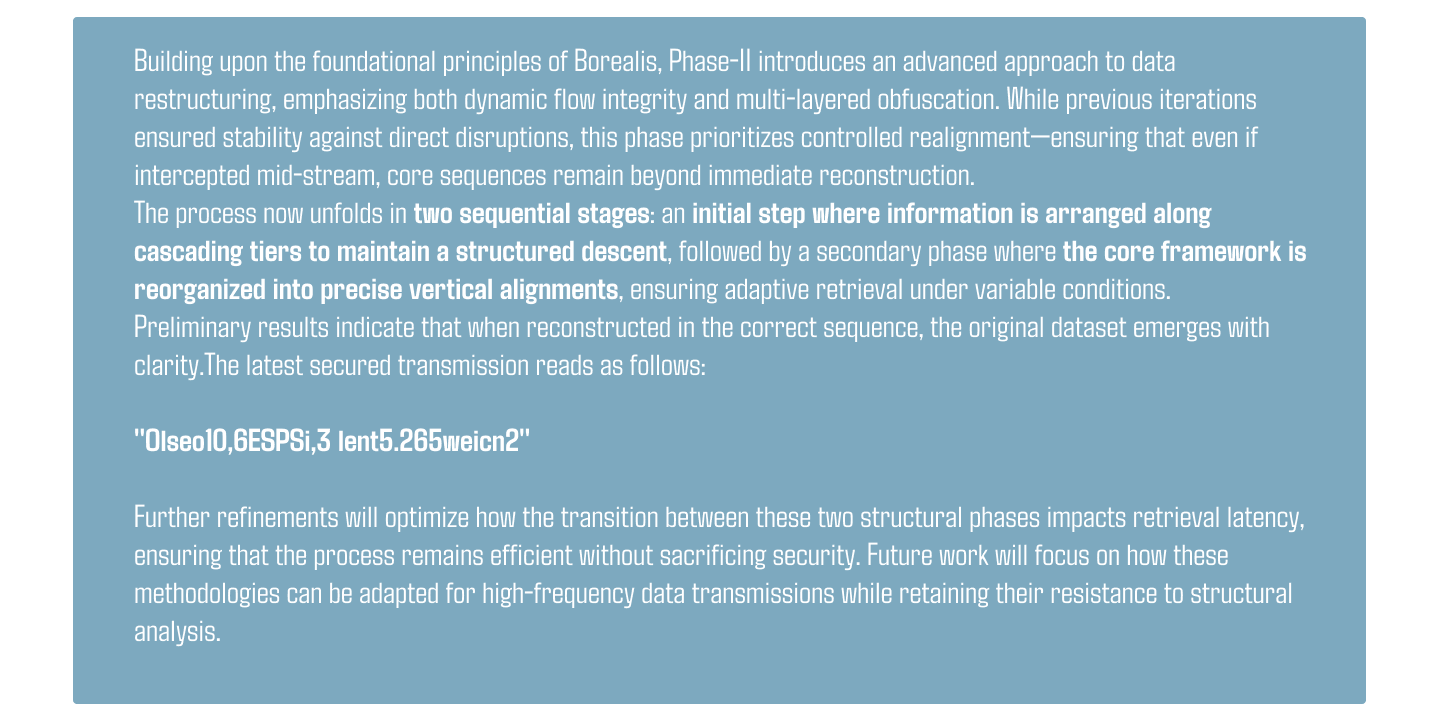 Building upon the foundational principles of Borealis, Phase-II introduces an advanced approach to data
restructuring, emphasizing both dynamic flow integrity and multi-layered obfuscation. While previous iterations
ensured stability against direct disruptions, this phase prioritizes controlled realignment—ensuring that even if
intercepted mid-stream, core sequences remain beyond immediate reconstruction.
The process now unfolds in two sequential stages: an initial step where information is arranged along
cascading tiers to maintain a structured descent, followed by a secondary phase where the core framework is
reorganized into precise vertical alignments, ensuring adaptive retrieval under variable conditions.
Preliminary results indicate that when reconstructed in the correct sequence, the original dataset emerges with
clarity.The latest secured transmission reads as follows:
"Olseo10,6ESPSi,3 lent5.265weicn2"
Further refinements will optimize how the transition between these two structural phases impacts retrieval latency,
ensuring that the process remains efficient without sacrificing security. Future work will focus on how these
methodologies can be adapted for high-frequency data transmissions while retaining their resistance to structural
analysis.